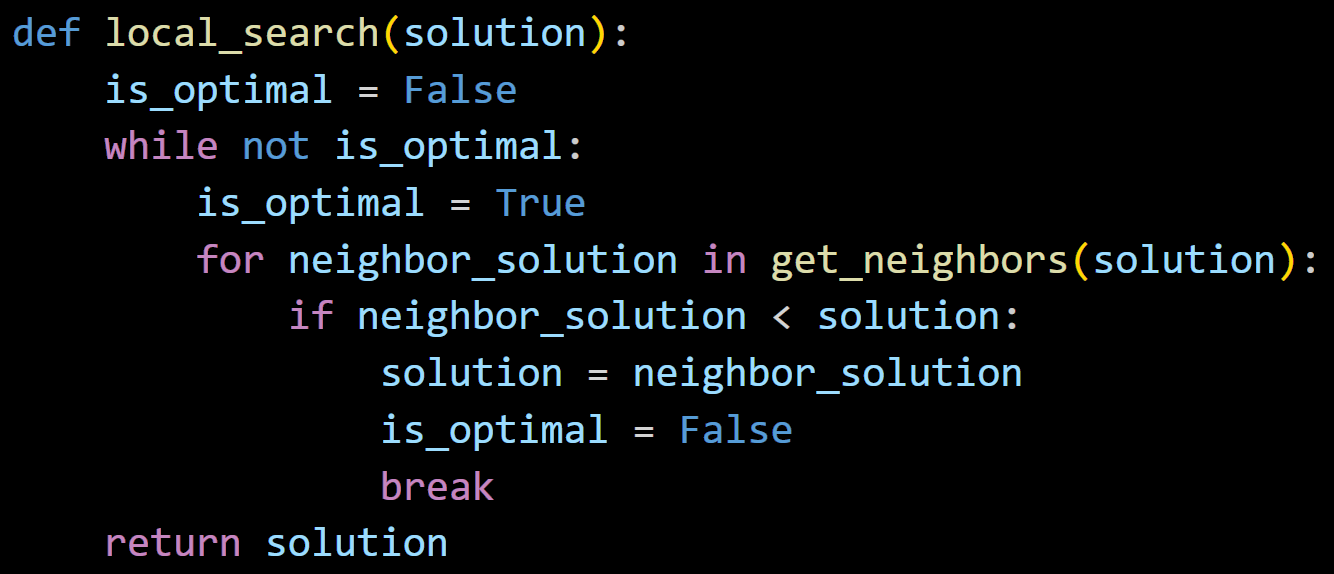 def local_search(solution):
    is_optimal = False
    while not is_optimal:
        is_optimal = True
        for neighbor_solution in get_neighbors(solution):
            if neighbor_solution < solution:
                solution = neighbor_solution
                is_optimal = False
                break
    return solution